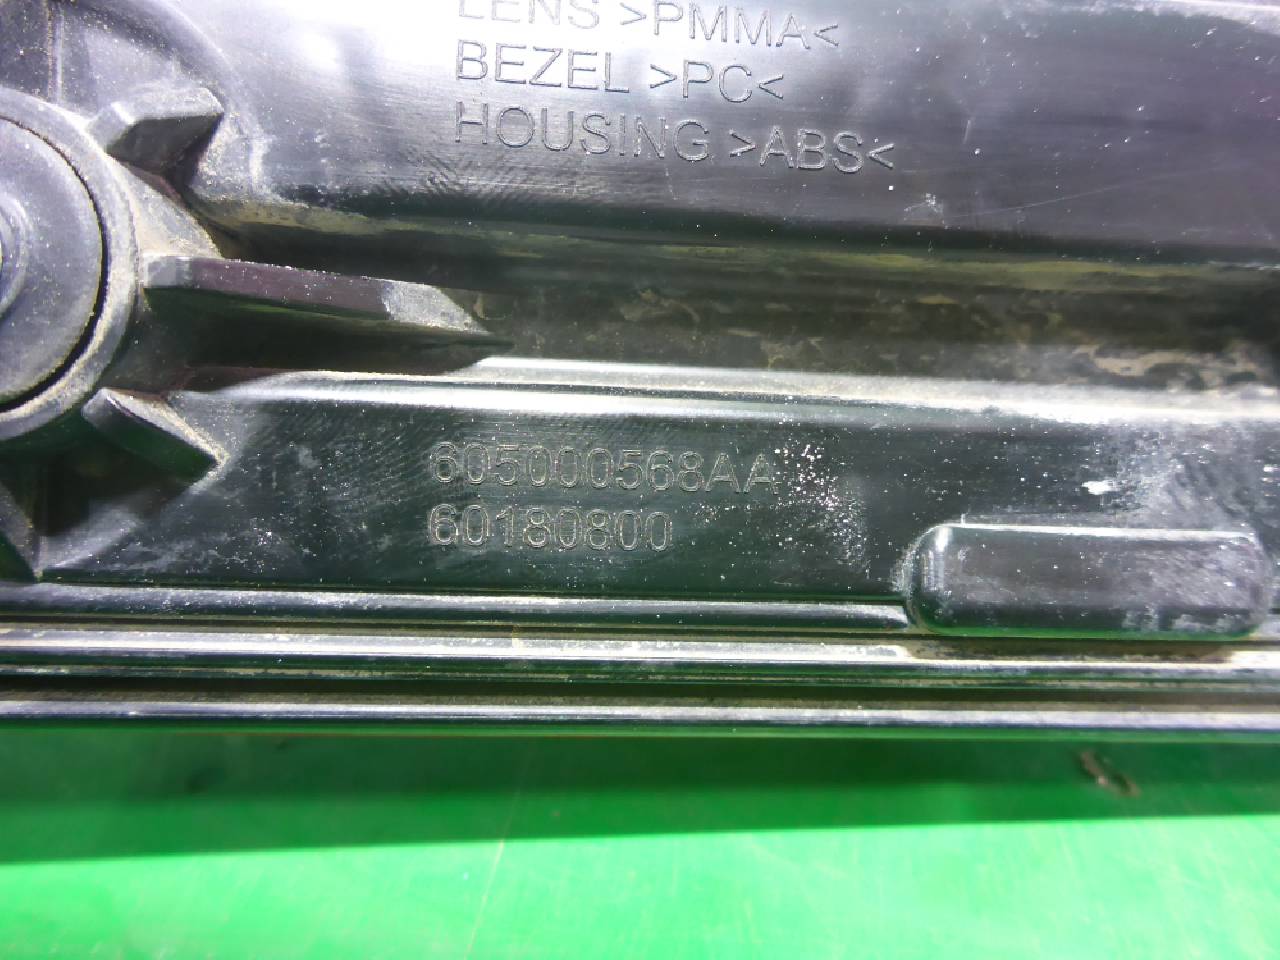 LENS >PMMA<
BEZEL >PC<
HOUSING >ABS<
605000568AA
60180800